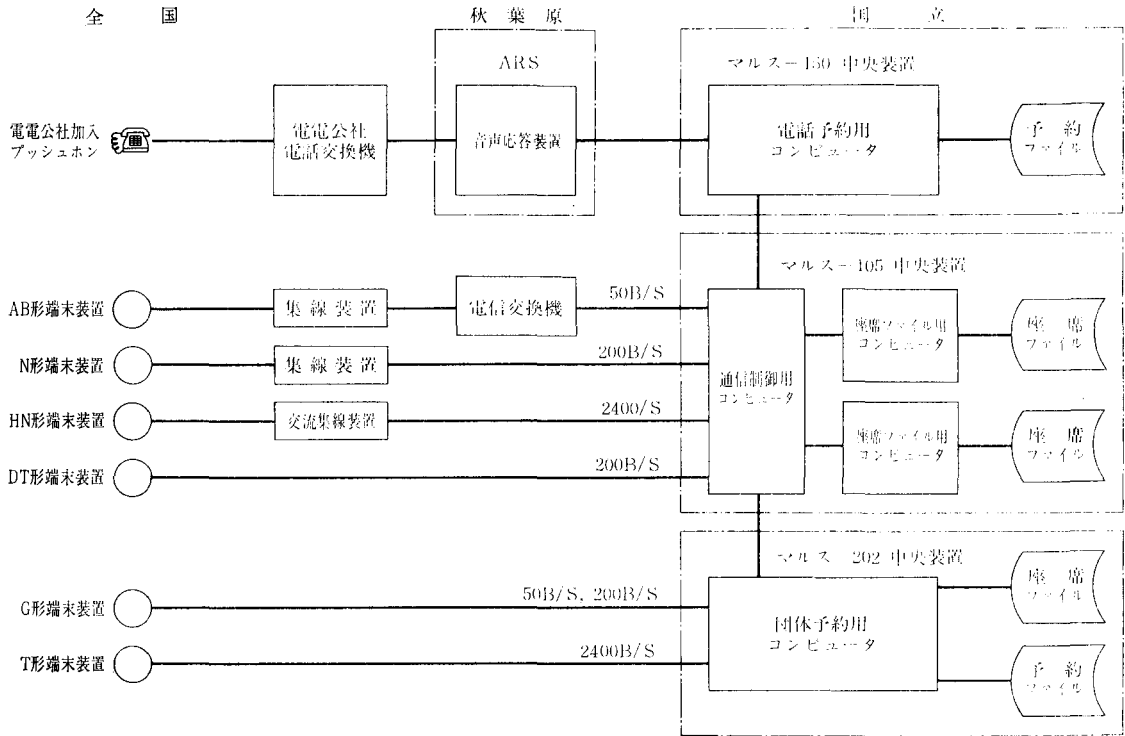 全国
秋葉原
国立
ARS
マルス-150 中央装置
電電公社加入
プッシュホン
電電公社
電話交換機
音声応答装置
電話予約用
コンピュータ
予約
ファイル
マルス-105 中央装置
AB形端末装置
集線装置
電信交換機
50B/S
座席ファイル用
コンピュータ
座席
ファイル
N形端末装置
集線装置
200B/S
通信制御用
コンピュータ
HN形端末装置
交流集線装置
2400/S
座席ファイル用
コンピュータ
座席
ファイル
DT形端末装置
200B/S
マルス 202 中央装置
座席
ファイル
G形端末装置
50B/S, 200B/S
団体予約用
コンピュータ
T形端末装置
2400B/S
予約
ファイル